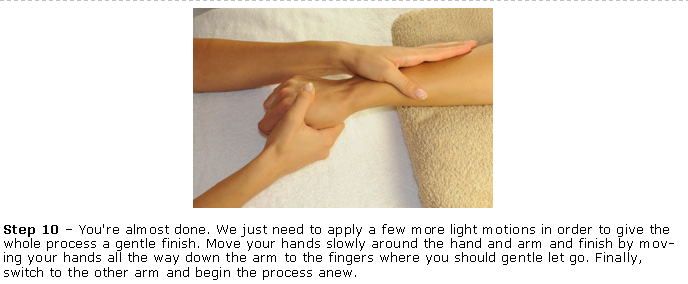 Step 10 – You're almost done. We just need to apply a few more light motions in order to give the
whole process a gentle finish. Move your hands slowly around the hand and arm and finish by mov-
ing your hands all the way down the arm to the fingers where you should gentle let go. Finally,
switch to the other arm and begin the process anew.